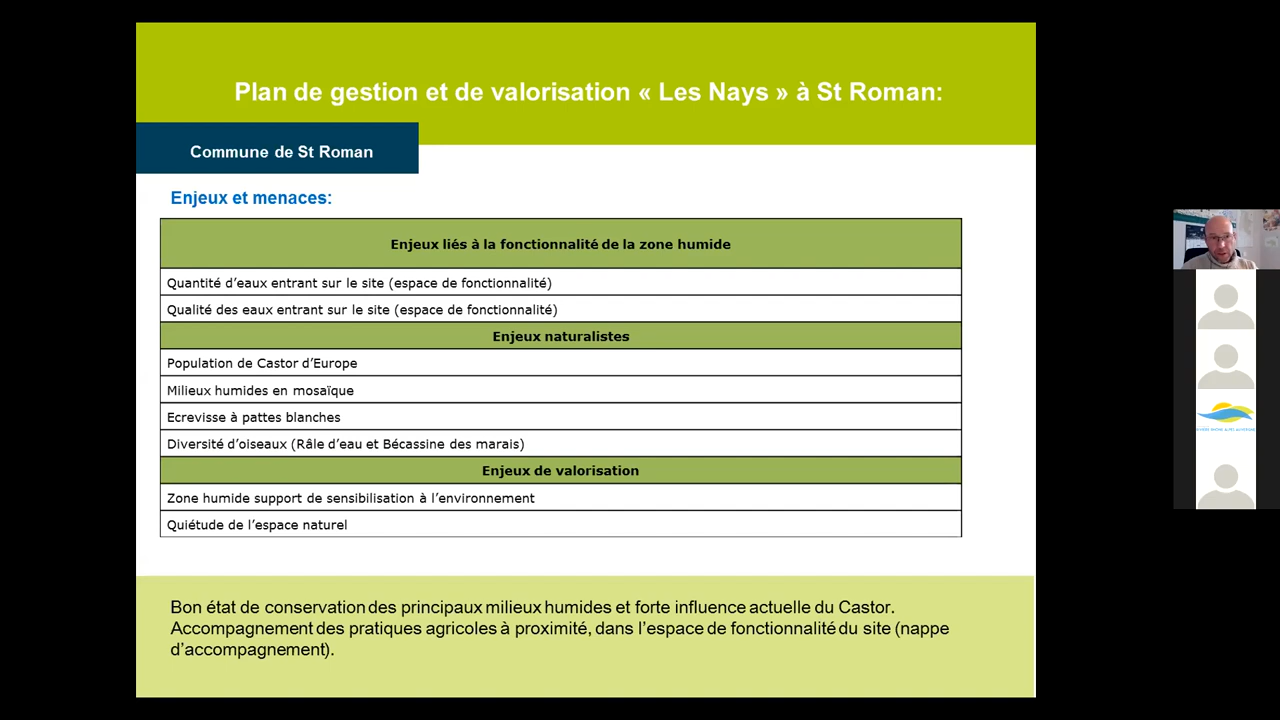 Plan de gestion et de valorisation « Les Nays » à St Roman:
Commune de St Roman
Enjeux et menaces:
Enjeux liés à la fonctionnalité de la zone humide
Quantité d’eaux entrant sur le site (espace de fonctionnalité)
Qualité des eaux entrant sur le site (espace de fonctionnalité)
Enjeux naturalistes
Population de Castor d’Europe
Milieux humides en mosaïque
Ecrevisse à pattes blanches
Diversité d’oiseaux (Râle d’eau et Bécassine des marais)
Enjeux de valorisation
Zone humide support de sensibilisation à l’environnement
Quiétude de l’espace naturel
Bon état de conservation des principaux milieux humides et forte influence actuelle du Castor.
Accompagnement des pratiques agricoles à proximité, dans l’espace de fonctionnalité du site (nappe
d’accompagnement).